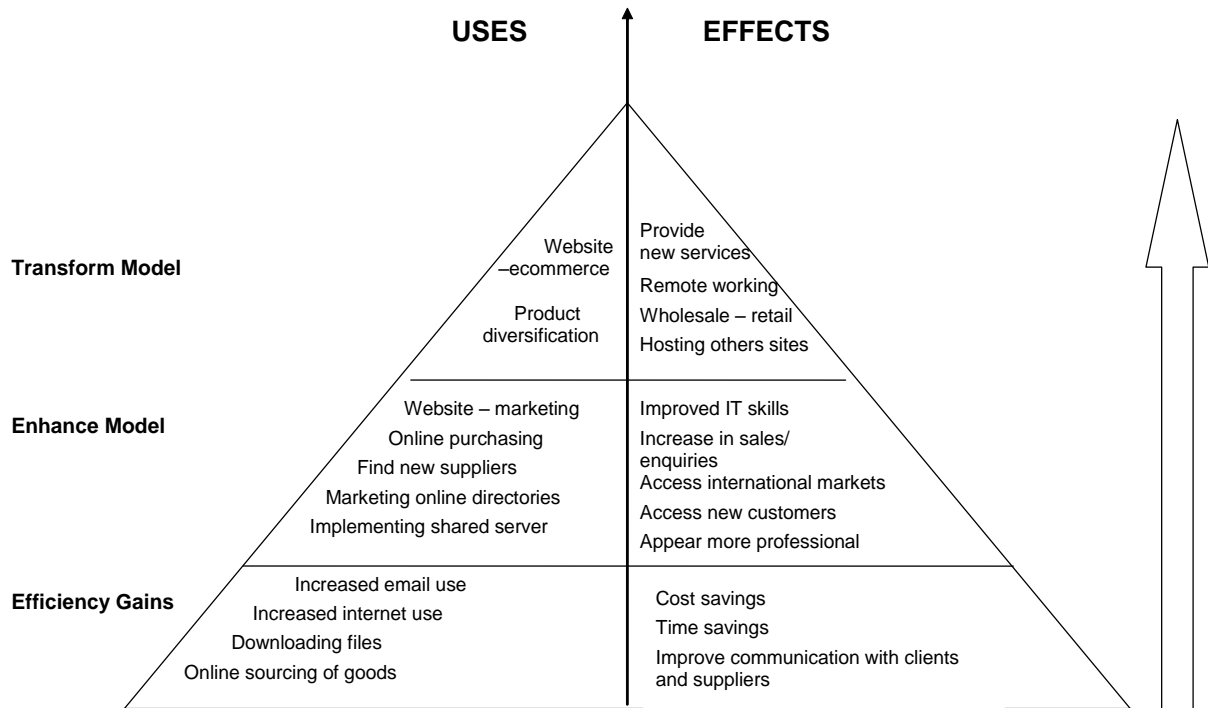 USES
EFFECTS
Transform Model
Website
–ecommerce
Product
diversification
Provide
new services
Remote working
Wholesale – retail
Hosting others sites
Enhance Model
Website – marketing
Online purchasing
Find new suppliers
Marketing online directories
Implementing shared server
Improved IT skills
Increase in sales/
enquiries
Access international markets
Access new customers
Appear more professional
Efficiency Gains
Increased email use
Increased internet use
Downloading files
Online sourcing of goods
Cost savings
Time savings
Improve communication with clients
and suppliers